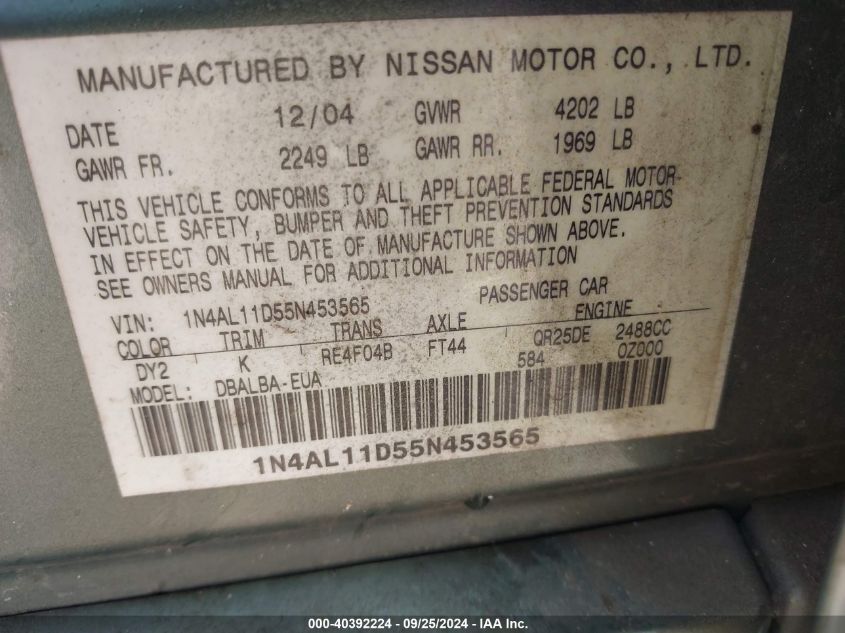 MANUFACTURED BY NISSAN MOTOR CO., LTD.
DATE 12/04 GVWR 4202 LB
GAWR FR. 2249 LB GAWR RR. 1969 LB
THIS VEHICLE CONFORMS TO ALL APPLICABLE FEDERAL MOTOR
VEHICLE SAFETY, BUMPER AND THEFT PREVENTION STANDARDS
IN EFFECT ON THE DATE OF MANUFACTURE SHOWN ABOVE.
SEE OWNERS MANUAL FOR ADDITIONAL INFORMATION
VIN: 1N4AL11D55N453565 PASSENGER CAR
COLOR TRIM TRANS AXLE ENGINE
DY2 K RE4F04B FT44 QR25DE 2488CC
MODEL: DBALBA-EUA 584 0Z000
1N4AL11D55N453565
000-40392224 - 09/25/2024 - IAA Inc.